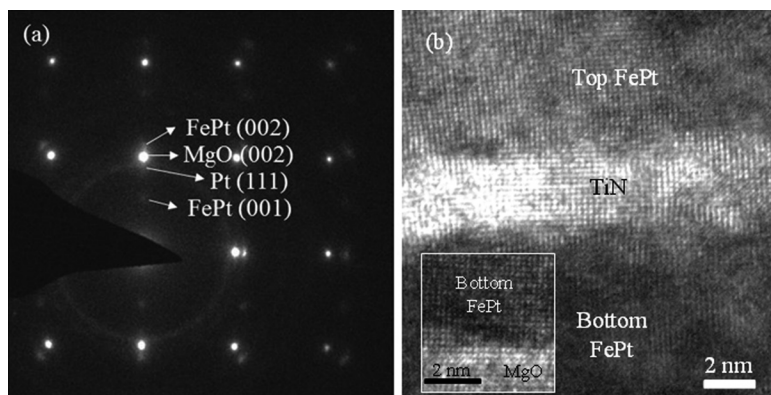 (a)
FePt (002)
MgO (002)
Pt (111)
FePt (001)
(b)
Top FePt
TiN
Bottom
FePt
2 nm
MgO
Bottom
FePt
2 nm